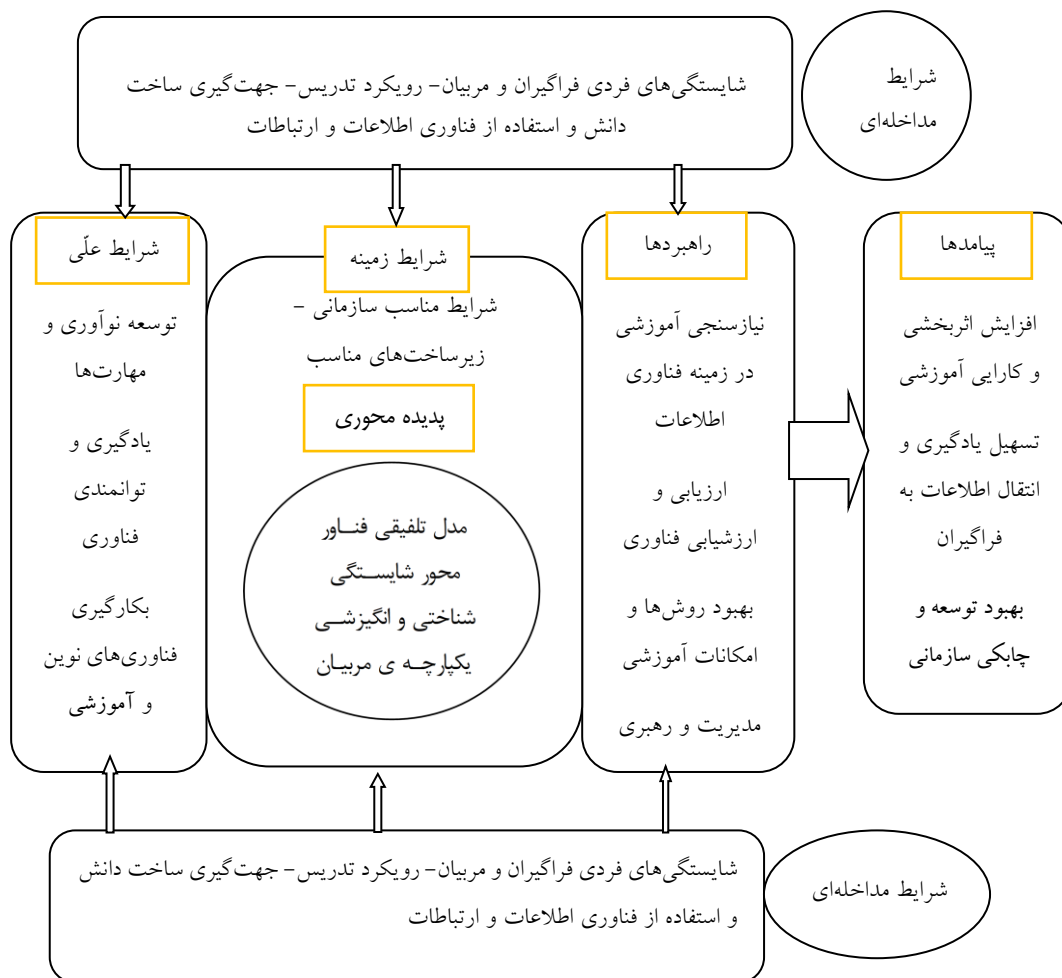 شایستگی‌های فردی فراگیران و مربیان– رویکرد تدریس– جهت‌گیری ساخت
دانش و استفاده از فناوری اطلاعات و ارتباطات
شرایط
مداخله‌ای
شرایط علّی
توسعه نوآوری و
مهارت‌ها
یادگیری و
توانمندی
فناوری
بکارگیری
فناوری‌های نوین
و آموزشی
شرایط زمینه
شرایط مناسب سازمانی –
زیرساخت‌های مناسب
پدیده محوری
مدل تلفیقی فنــاور
محور شایســتگی
شناختی و انگیزشــی
یکپارچــه ی مربیــان
راهبردها
نیازسنجی آموزشی
در زمینه فناوری
اطلاعات
ارزیابی و
ارزشیابی فناوری
بهبود روش‌ها و
امکانات آموزشی
مدیریت و رهبری
پیامدها
افزایش اثربخشی
و کارایی آموزشی
تسهیل یادگیری و
انتقال اطلاعات به
فراگیران
بهبود توسعه و
چابکی سازمانی
شایستگی‌های فردی فراگیران و مربیان– رویکرد تدریس– جهت‌گیری ساخت دانش
و استفاده از فناوری اطلاعات و ارتباطات
شرایط مداخله‌ای